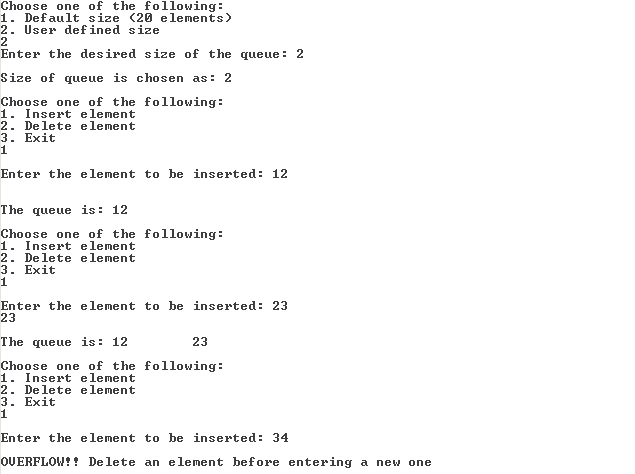 Choose one of the following:
1. Default size (20 elements)
2. User defined size
2
Enter the desired size of the queue: 2
Size of queue is chosen as: 2
Choose one of the following:
1. Insert element
2. Delete element
3. Exit
1
Enter the element to be inserted: 12
The queue is: 12
Choose one of the following:
1. Insert element
2. Delete element
3. Exit
1
Enter the element to be inserted: 23
23
The queue is: 12        23
Choose one of the following:
1. Insert element
2. Delete element
3. Exit
1
Enter the element to be inserted: 34
OVERFLOW!! Delete an element before entering a new one